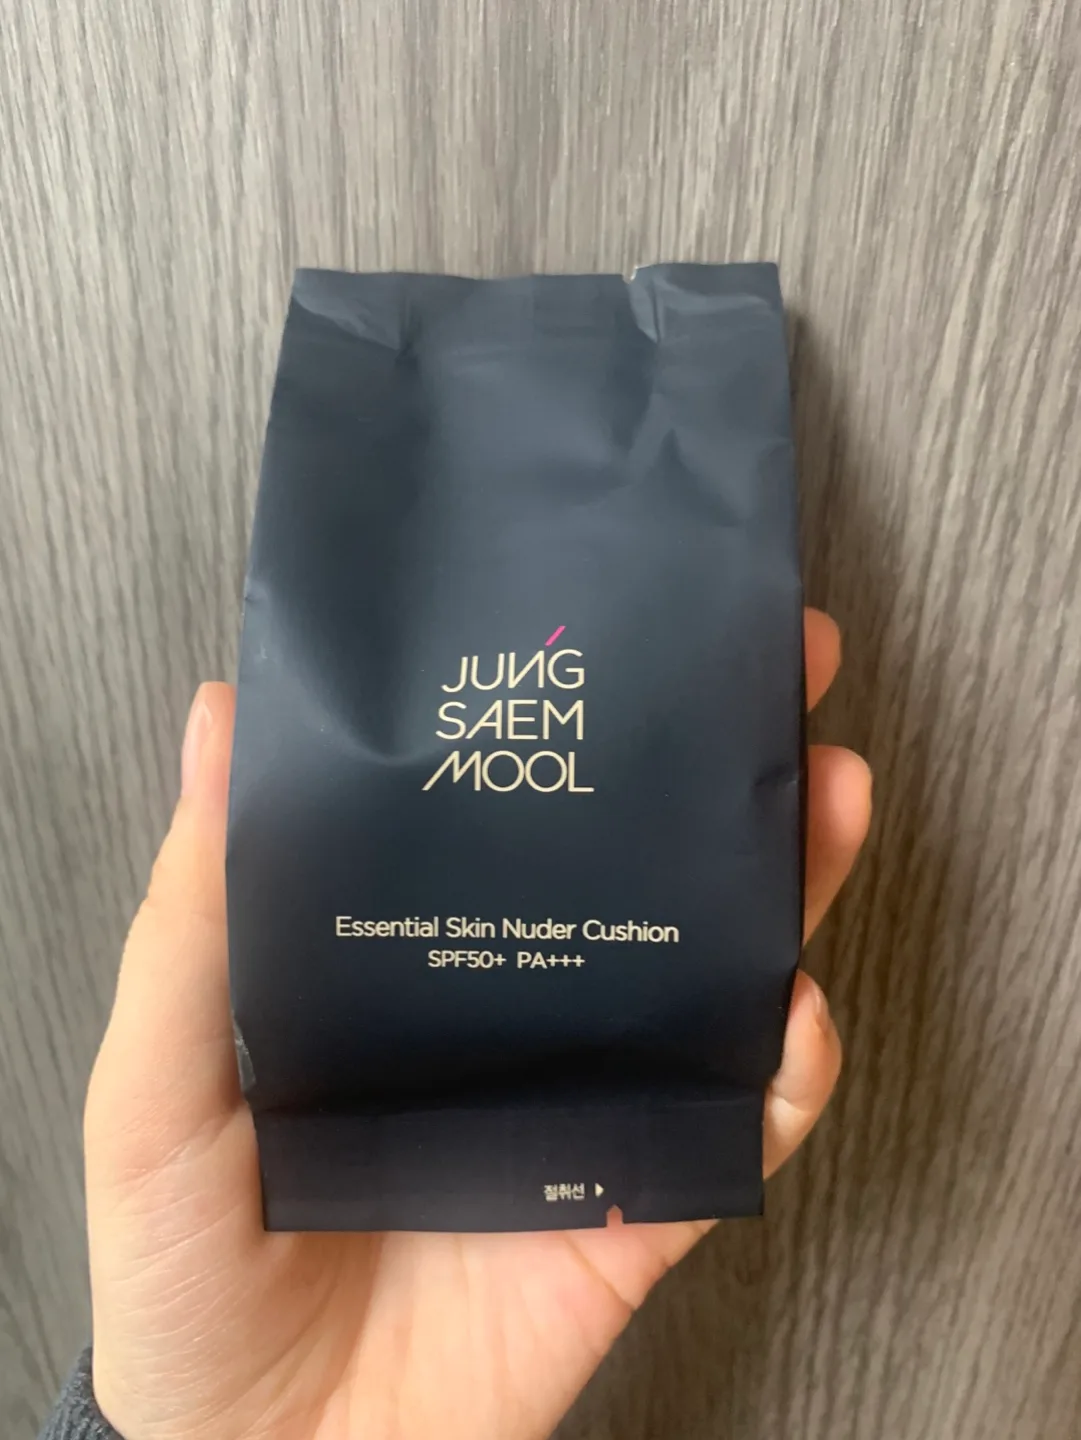 JUNG
SAEM
MOOL
Essential Skin Nuder Cushion
SPF50+ PA+++
절취선